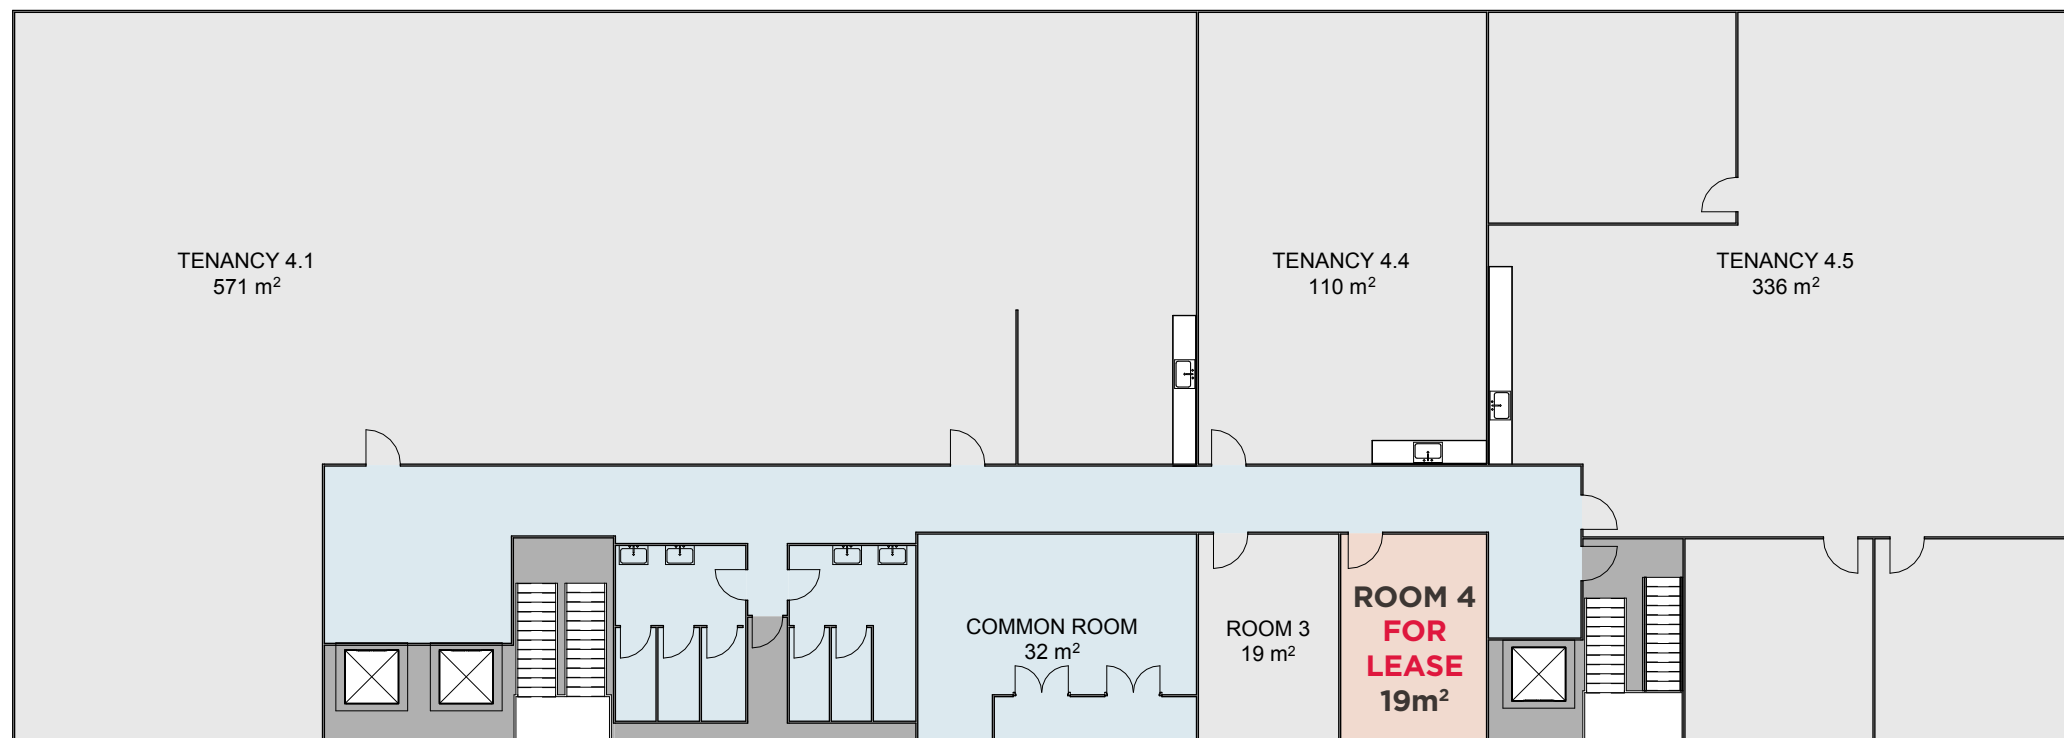 TENANCY 4.1
571 m²
TENANCY 4.4
110 m²
TENANCY 4.5
336 m²
COMMON ROOM
32 m²
ROOM 3
19 m²
ROOM 4
FOR
LEASE
19m²